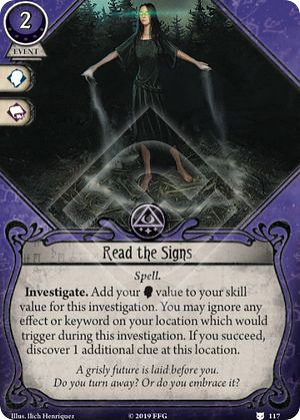 2
EVENT
Read the Signs
Spell.
Investigate. Add your value to your skill
value for this investigation. You may ignore any
effect or keyword on your location which would
trigger during this investigation. If you succeed,
discover 1 additional clue at this location.
A grisly future is laid before you.
Do you turn away? Or do you embrace it?
Illus. Ilich Henriquez
© 2019 FFG
117